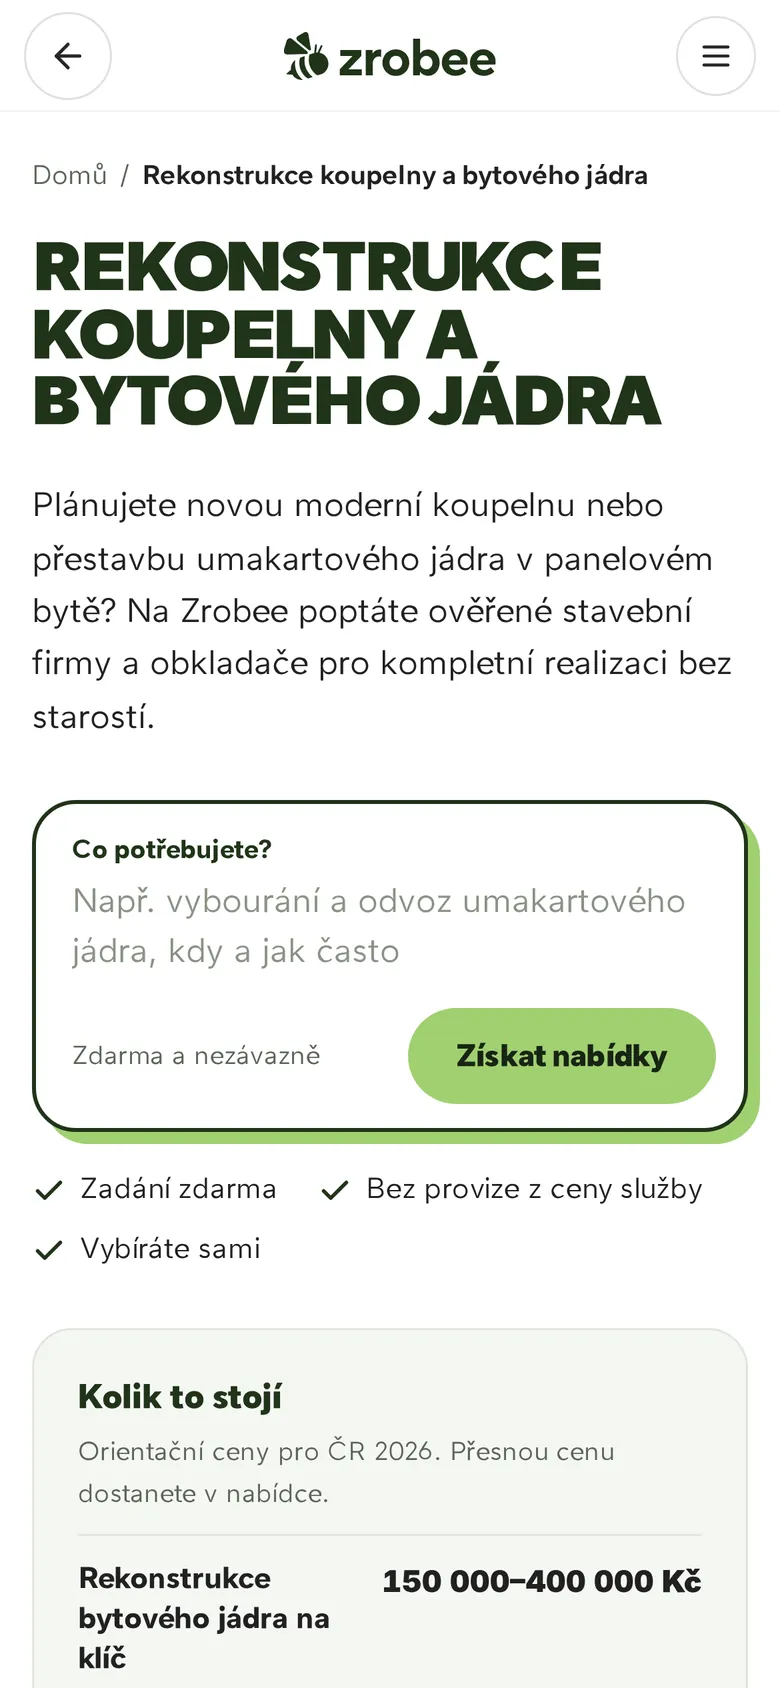 zrobee
Domů / Rekonstrukce koupelny a bytového jádra
REKONSTRUKCE
KOUPELNY A
BYTOVÉHO JÁDRA
Plánujete novou moderní koupelnu nebo
přestavbu umakartového jádra v panelovém
bytě? Na Zrobee poptáte ověřené stavební
firmy a obkladače pro kompletní realizaci bez
starostí.
Co potřebujete?
Např. vybourání a odvoz umakartového
jádra, kdy a jak často
Zdarma a nezávazně
Získat nabídky
Zadání zdarma
Bez provize z ceny služby
Vybíráte sami
Kolik to stojí
Orientační ceny pro ČR 2026. Přesnou cenu
dostanete v nabídce.
Rekonstrukce
bytového jádra na
klíč
150 000–400 000 Kč